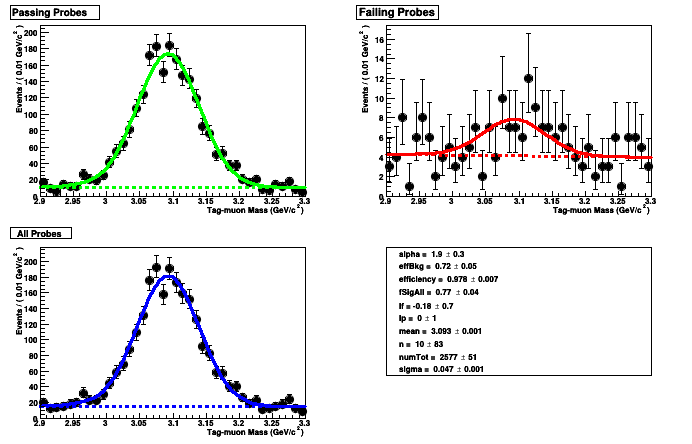 Passing Probes
Events / ( 0.01 GeV/c² )
200
180
160
140
120
100
80
60
40
20
0
2.9 2.95 3 3.05 3.1 3.15 3.2 3.25 3.3
Tag-muon Mass (GeV/c²)
Failing Probes
Events / ( 0.01 GeV/c² )
16
14
12
10
8
6
4
2
0
2.9 2.95 3 3.05 3.1 3.15 3.2 3.25 3.3
Tag-muon Mass (GeV/c²)
All Probes
Events / ( 0.01 GeV/c² )
200
180
160
140
120
100
80
60
40
20
2.9 2.95 3 3.05 3.1 3.15 3.2 3.25 3.3
Tag-muon Mass (GeV/c²)
alpha = 1.9 ± 0.3
effBkg = 0.72 ± 0.05
efficiency = 0.978 ± 0.007
fSigAll = 0.77 ± 0.04
lf = -0.18 ± 0.7
lp = 0 ± 1
mean = 3.093 ± 0.001
n = 10 ± 83
numTot = 2577 ± 51
sigma = 0.047 ± 0.001